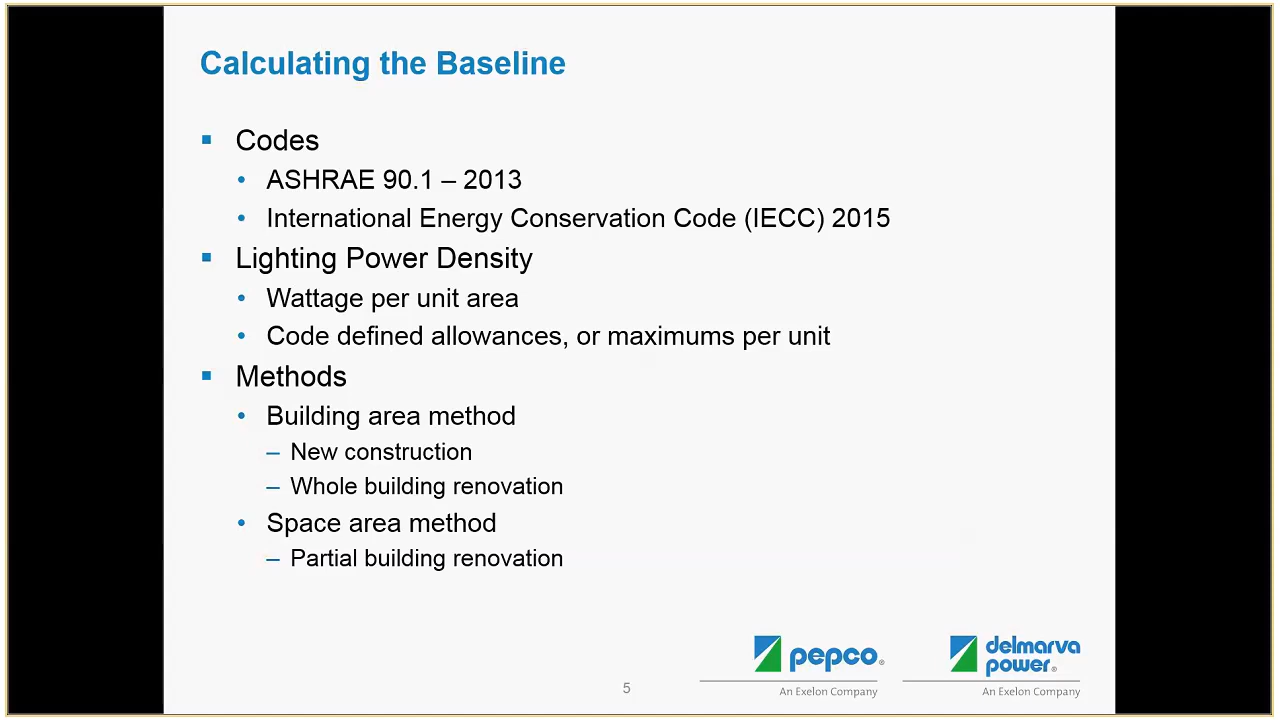 Calculating the Baseline
▪ Codes
• ASHRAE 90.1 – 2013
• International Energy Conservation Code (IECC) 2015
▪ Lighting Power Density
• Wattage per unit area
• Code defined allowances, or maximums per unit
▪ Methods
• Building area method
– New construction
– Whole building renovation
• Space area method
– Partial building renovation
pepco®
An Exelon Company
delmarva
power®
An Exelon Company
5